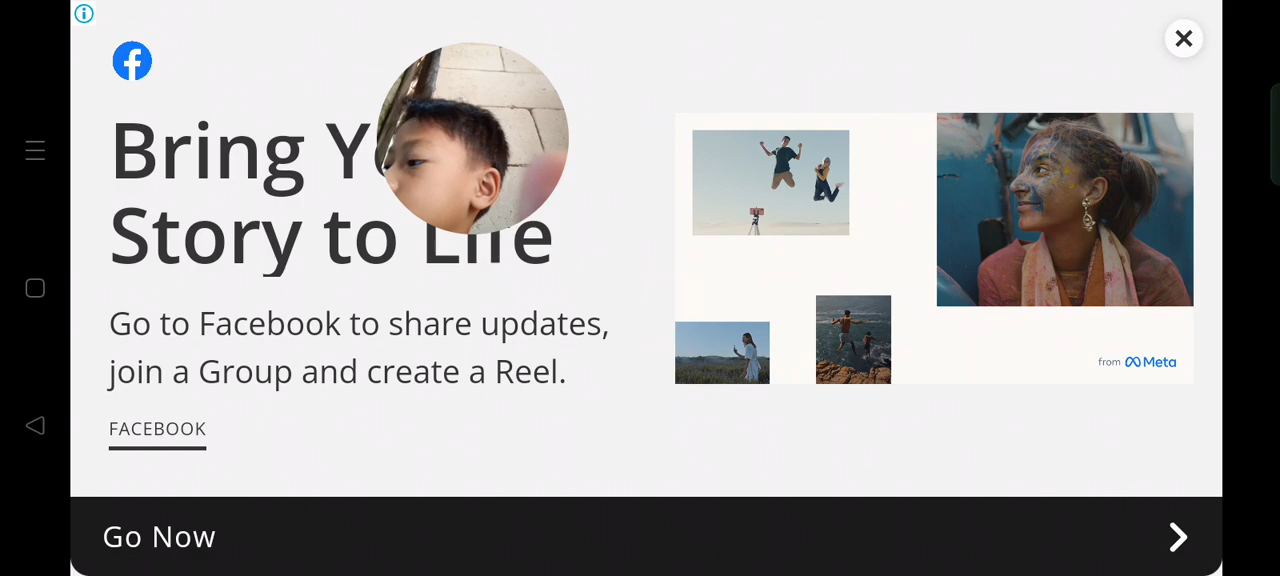 Bring Y
Story to Life
Go to Facebook to share updates,
join a Group and create a Reel.
FACEBOOK
from Meta
Go Now